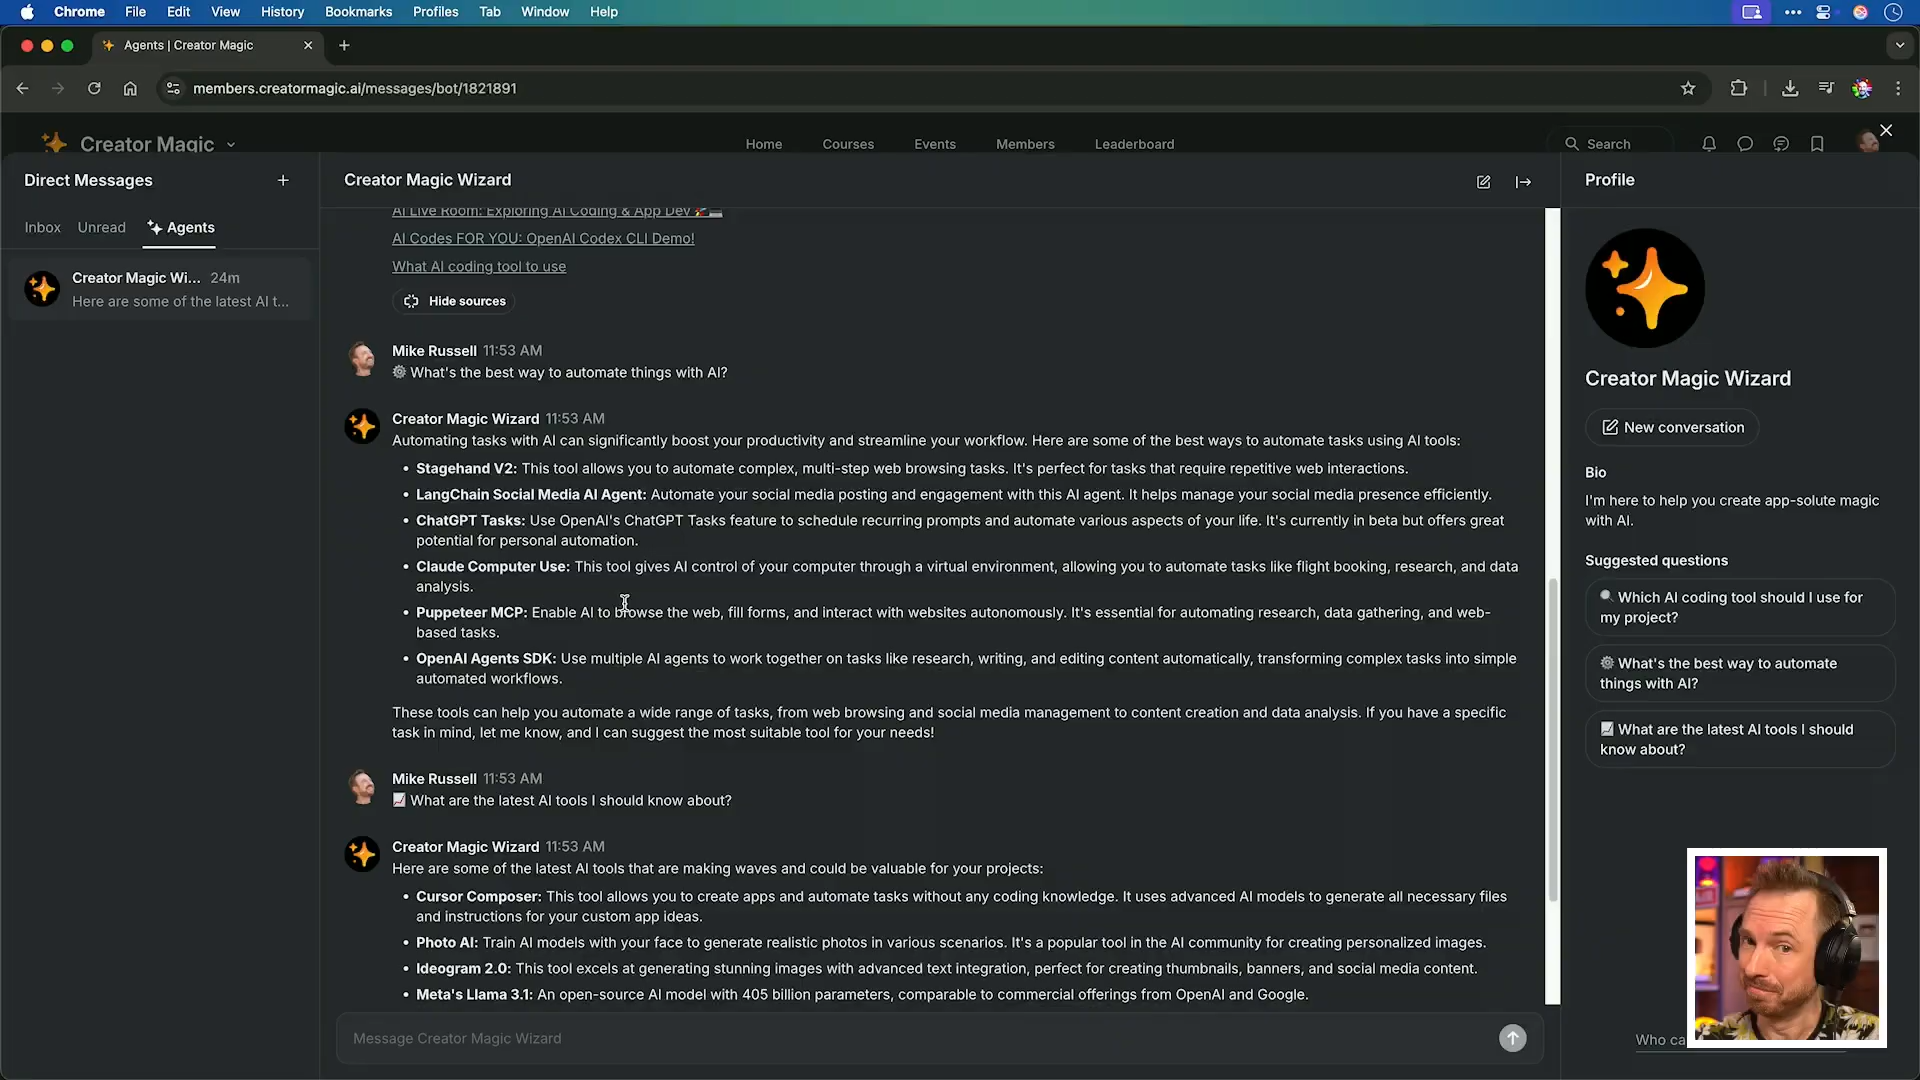 Chrome File Edit View History Bookmarks Profiles Tab Window Help
Agents | Creator Magic
members.creatormagic.ai/messages/bot/1821891
Creator Magic
Home Courses Events Members Leaderboard
Search
Direct Messages
Inbox Unread Agents
Creator Magic Wi... 24m
Here are some of the latest AI t...
Creator Magic Wizard
AI Live Room: Exploring AI Coding & App Dev 🚀💻
AI Codes FOR YOU: OpenAI Codex CLI Demo!
What AI coding tool to use
Hide sources
Mike Russell 11:53 AM
⚙️ What's the best way to automate things with AI?
Creator Magic Wizard 11:53 AM
Automating tasks with AI can significantly boost your productivity and streamline your workflow. Here are some of the best ways to automate tasks using AI tools:
• Stagehand V2: This tool allows you to automate complex, multi-step web browsing tasks. It's perfect for tasks that require repetitive web interactions.
• LangChain Social Media AI Agent: Automate your social media posting and engagement with this AI agent. It helps manage your social media presence efficiently.
• ChatGPT Tasks: Use OpenAI's ChatGPT Tasks feature to schedule recurring prompts and automate various aspects of your life. It's currently in beta but offers great
potential for personal automation.
• Claude Computer Use: This tool gives AI control of your computer through a virtual environment, allowing you to automate tasks like flight booking, research, and data
analysis.
• Puppeteer MCP: Enable AI to browse the web, fill forms, and interact with websites autonomously. It's essential for automating research, data gathering, and web-
based tasks.
• OpenAI Agents SDK: Use multiple AI agents to work together on tasks like research, writing, and editing content automatically, transforming complex tasks into simple
automated workflows.
These tools can help you automate a wide range of tasks, from web browsing and social media management to content creation and data analysis. If you have a specific
task in mind, let me know, and I can suggest the most suitable tool for your needs!
Mike Russell 11:53 AM
📈 What are the latest AI tools I should know about?
Creator Magic Wizard 11:53 AM
Here are some of the latest AI tools that are making waves and could be valuable for your projects:
• Cursor Composer: This tool allows you to create apps and automate tasks without any coding knowledge. It uses advanced AI models to generate all necessary files
and instructions for your custom app ideas.
• Photo AI: Train AI models with your face to generate realistic photos in various scenarios. It's a popular tool in the AI community for creating personalized images.
• Ideogram 2.0: This tool excels at generating stunning images with advanced text integration, perfect for creating thumbnails, banners, and social media content.
• Meta's Llama 3.1: An open-source AI model with 405 billion parameters, comparable to commercial offerings from OpenAI and Google.
Message Creator Magic Wizard
Profile
Creator Magic Wizard
New conversation
Bio
I'm here to help you create app-solute magic
with AI.
Suggested questions
🔍 Which AI coding tool should I use for
my project?
⚙️ What's the best way to automate
things with AI?
📈 What are the latest AI tools I should
know about?
Who ca